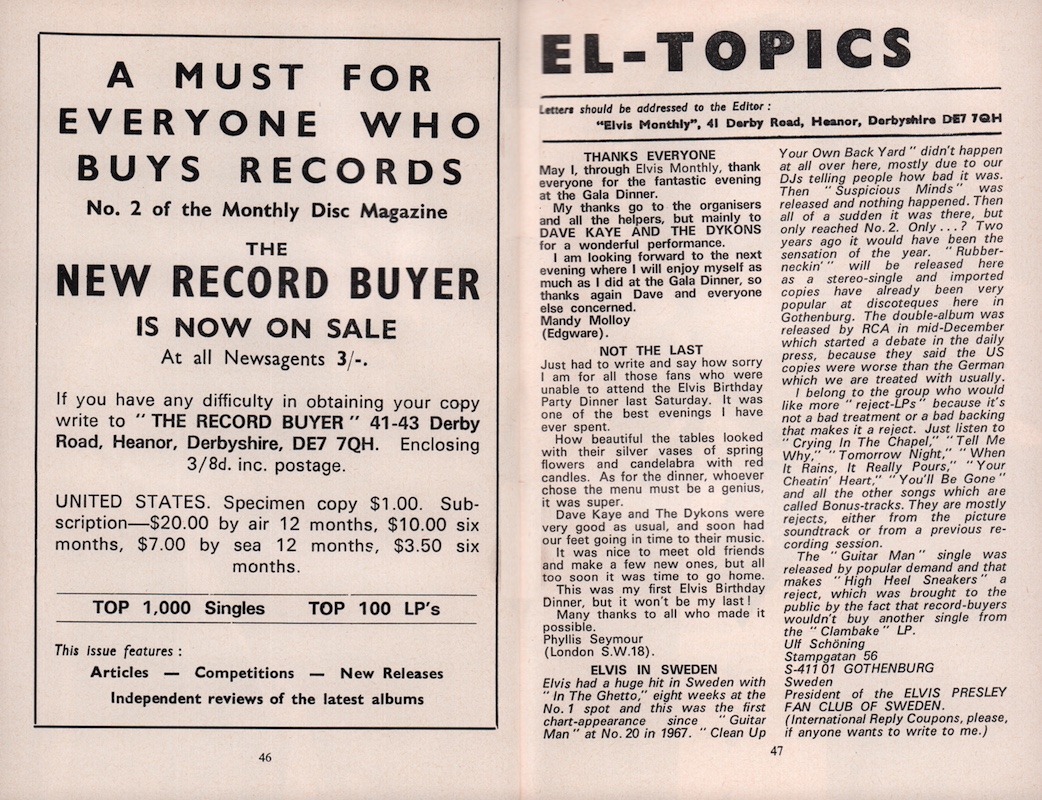 A MUST FOR
EVERYONE WHO
BUYS RECORDS
No. 2 of the Monthly Disc Magazine
THE
NEW RECORD BUYER
IS NOW ON SALE
At all Newsagents 3/-.
If you have any difficulty in obtaining your copy
write to " THE RECORD BUYER " 41-43 Derby
Road, Heanor, Derbyshire, DE7 7QH. Enclosing
3/8d. inc. postage.
UNITED STATES. Specimen copy $1.00. Sub-
scription—$20.00 by air 12 months, $10.00 six
months, $7.00 by sea 12 months, $3.50 six
months.
TOP 1,000 Singles TOP 100 LP's
This issue features :
Articles — Competitions — New Releases
Independent reviews of the latest albums
46
EL-TOPICS
Letters should be addressed to the Editor :
"Elvis Monthly", 41 Derby Road, Heanor, Derbyshire DE7 7QH
THANKS EVERYONE
May I, through Elvis Monthly, thank
everyone for the fantastic evening
at the Gala Dinner.
My thanks go to the organisers
and all the helpers, but mainly to
DAVE KAYE AND THE DYKONS
for a wonderful performance.
I am looking forward to the next
evening where I will enjoy myself as
much as I did at the Gala Dinner, so
thanks again Dave and everyone
else concerned.
Mandy Molloy
(Edgware).
NOT THE LAST
Just had to write and say how sorry
I am for all those fans who were
unable to attend the Elvis Birthday
Party Dinner last Saturday. It was
one of the best evenings I have
ever spent.
How beautiful the tables looked
with their silver vases of spring
flowers and candelabra with red
candles. As for the dinner, whoever
chose the menu must be a genius,
it was super.
Dave Kaye and The Dykons were
very good as usual, and soon had
our feet going in time to their music.
It was nice to meet old friends
and make a few new ones, but all
too soon it was time to go home.
This was my first Elvis Birthday
Dinner, but it won't be my last !
Many thanks to all who made it
possible.
Phyllis Seymour
(London S.W.18).
ELVIS IN SWEDEN
Elvis had a huge hit in Sweden with
" In The Ghetto," eight weeks at the
No. 1 spot and this was the first
chart-appearance since " Guitar
Man " at No. 20 in 1967. " Clean Up
Your Own Back Yard " didn't happen
at all over here, mostly due to our
DJs telling people how bad it was.
Then " Suspicious Minds " was
released and nothing happened. Then
all of a sudden it was there, but
only reached No. 2. Only . . . ? Two
years ago it would have been the
sensation of the year. " Rubber-
neckin' " will be released here
as a stereo-single and imported
copies have already been very
popular at discoteques here in
Gothenburg. The double-album was
released by RCA in mid-December
which started a debate in the daily
press, because they said the US
copies were worse than the German
which we are treated with usually.
I belong to the group who would
like more " reject-LPs " because it's
not a bad treatment or a bad backing
that makes it a reject. Just listen to
" Crying In The Chapel," " Tell Me
Why," " Tomorrow Night," " When
It Rains, It Really Pours," " Your
Cheatin' Heart," " You'll Be Gone "
and all the other songs which are
called Bonus-tracks. They are mostly
rejects, either from the picture
soundtrack or from a previous re-
cording session.
The " Guitar Man " single was
released by popular demand and that
makes " High Heel Sneakers " a
reject, which was brought to the
public by the fact that record-buyers
wouldn't buy another single from
the " Clambake " LP.
Ulf Schöning
Stampgatan 56
S-411 01 GOTHENBURG
Sweden
President of the ELVIS PRESLEY
FAN CLUB OF SWEDEN.
(International Reply Coupons, please,
if anyone wants to write to me.)
47